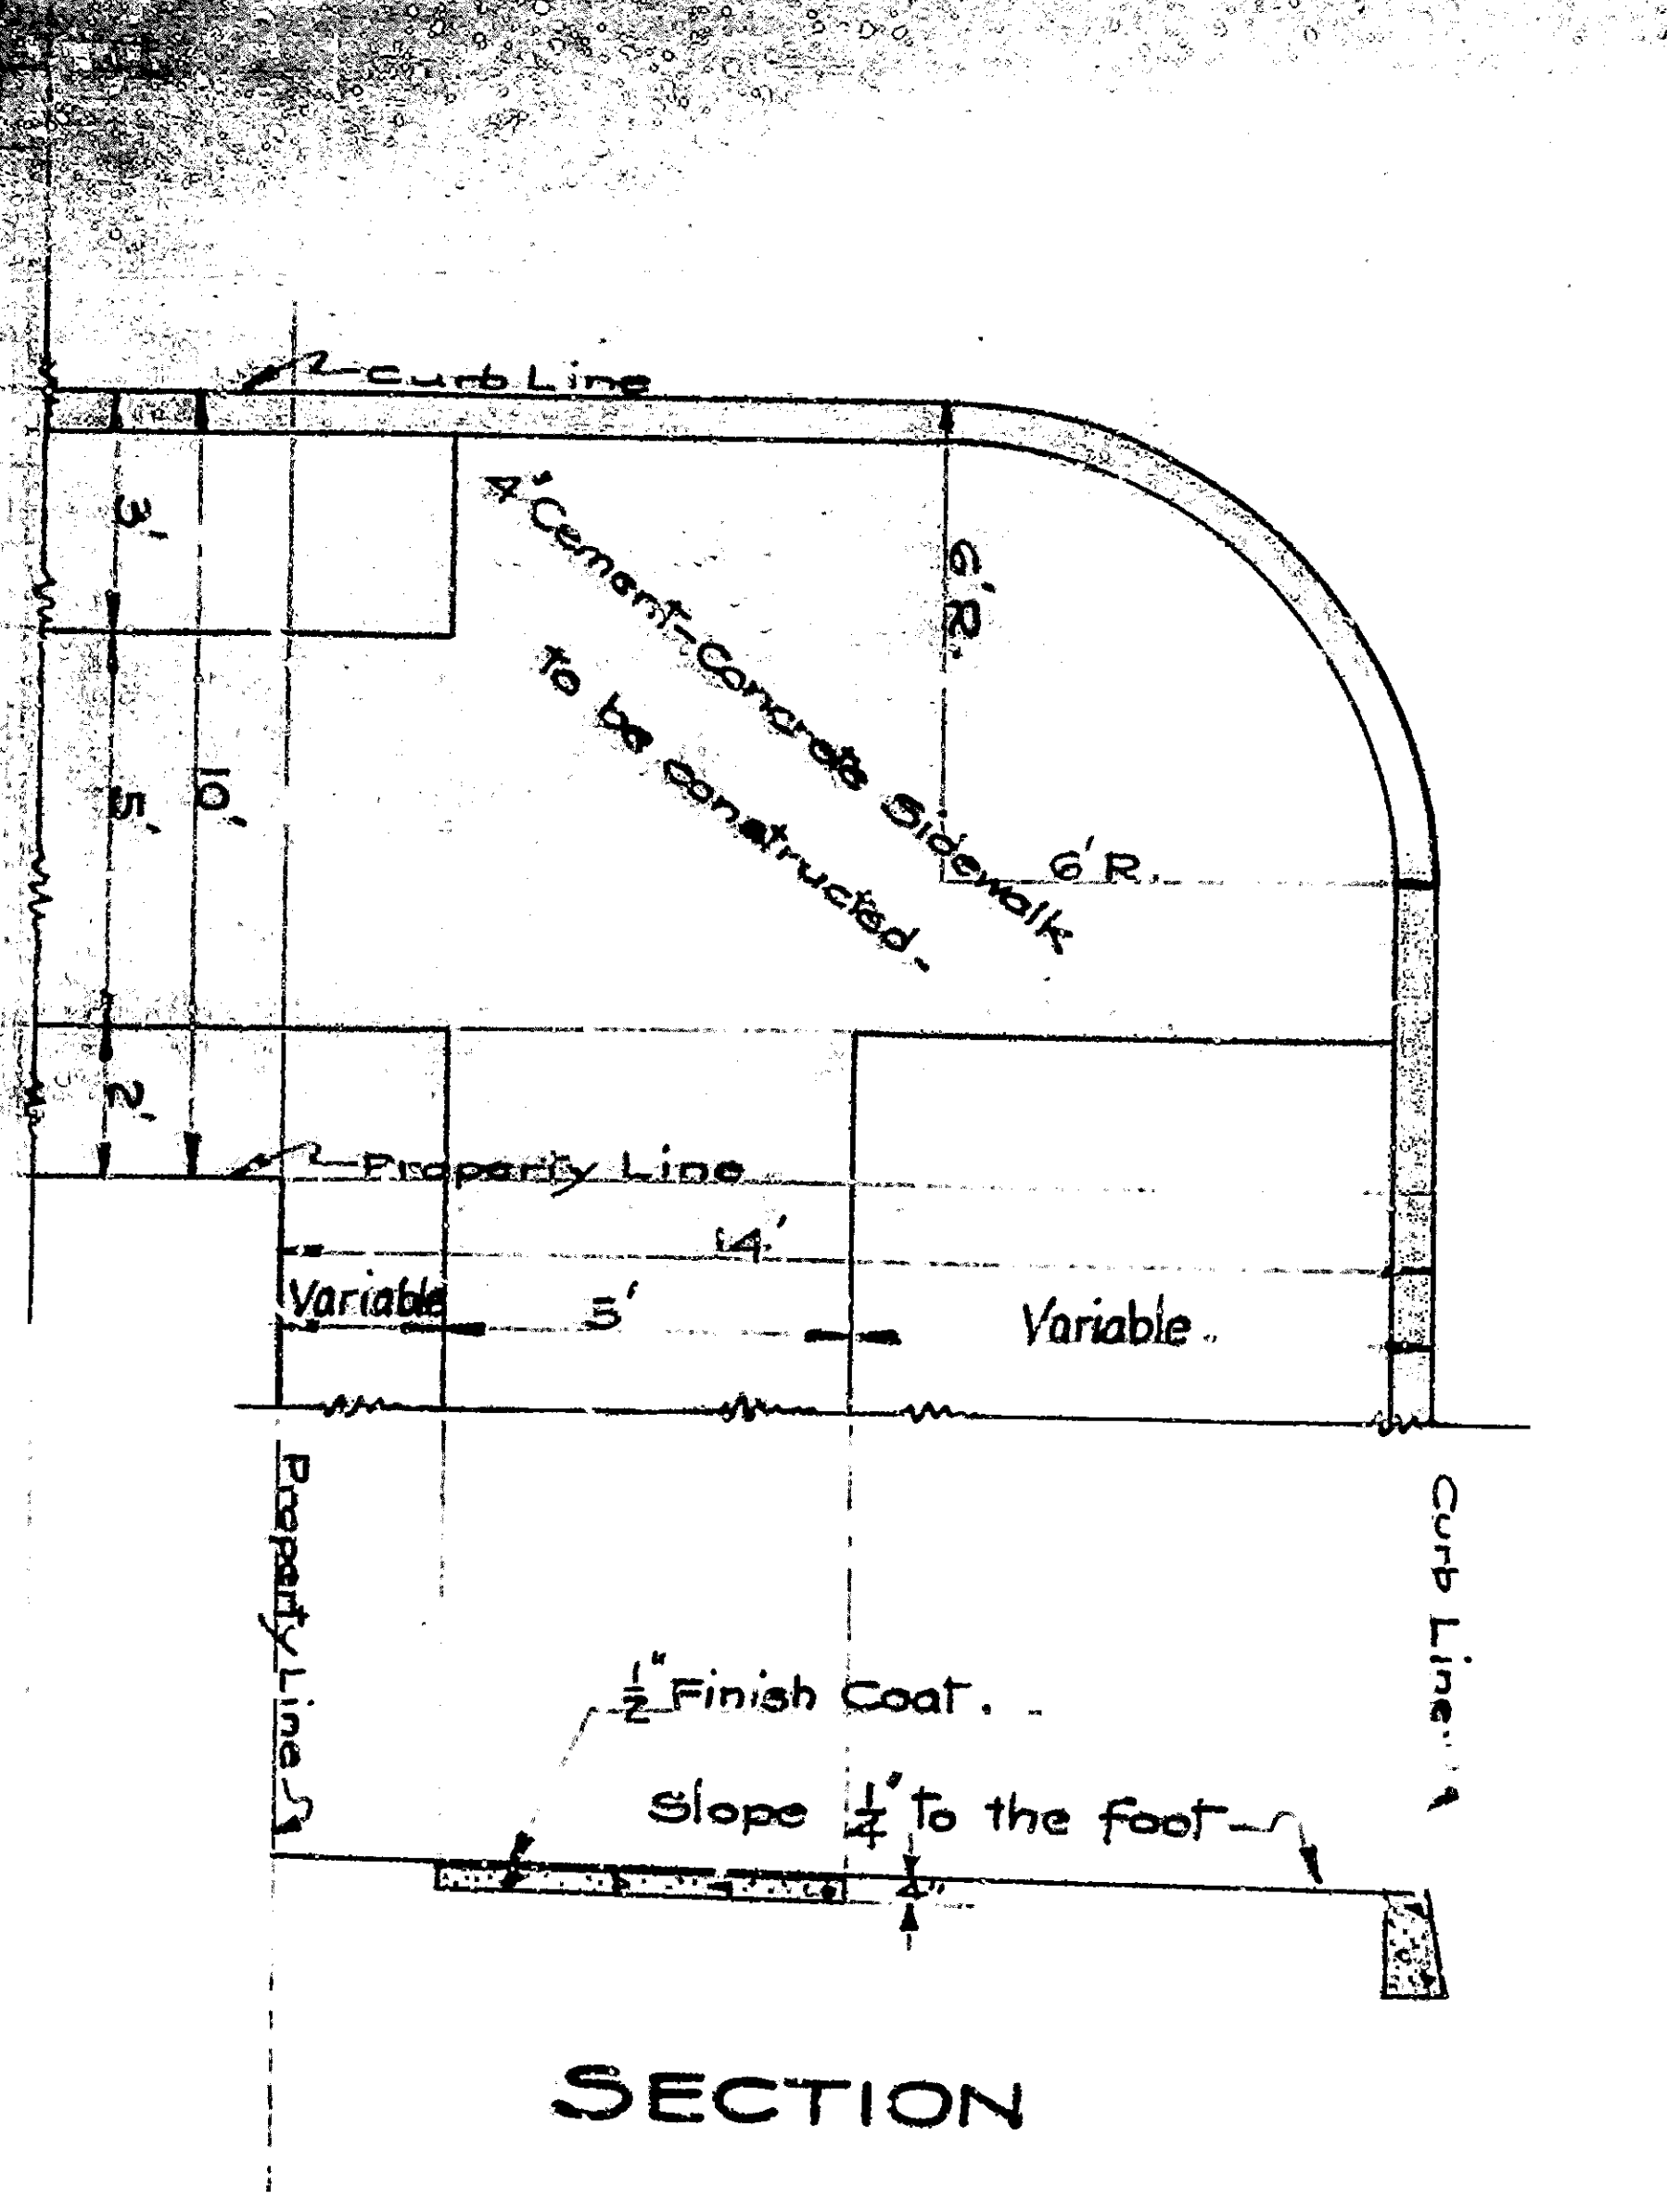 Curb Line
3'
4" Cement-Concrete Sidewalk
to be constructed.
6' R.
6' R.
5'
10'
2'
Property Line
14'
Variable
5'
Variable
Property Line
Curb Line
½" Finish Coat.
Slope ¼" to the foot
4"
SECTION